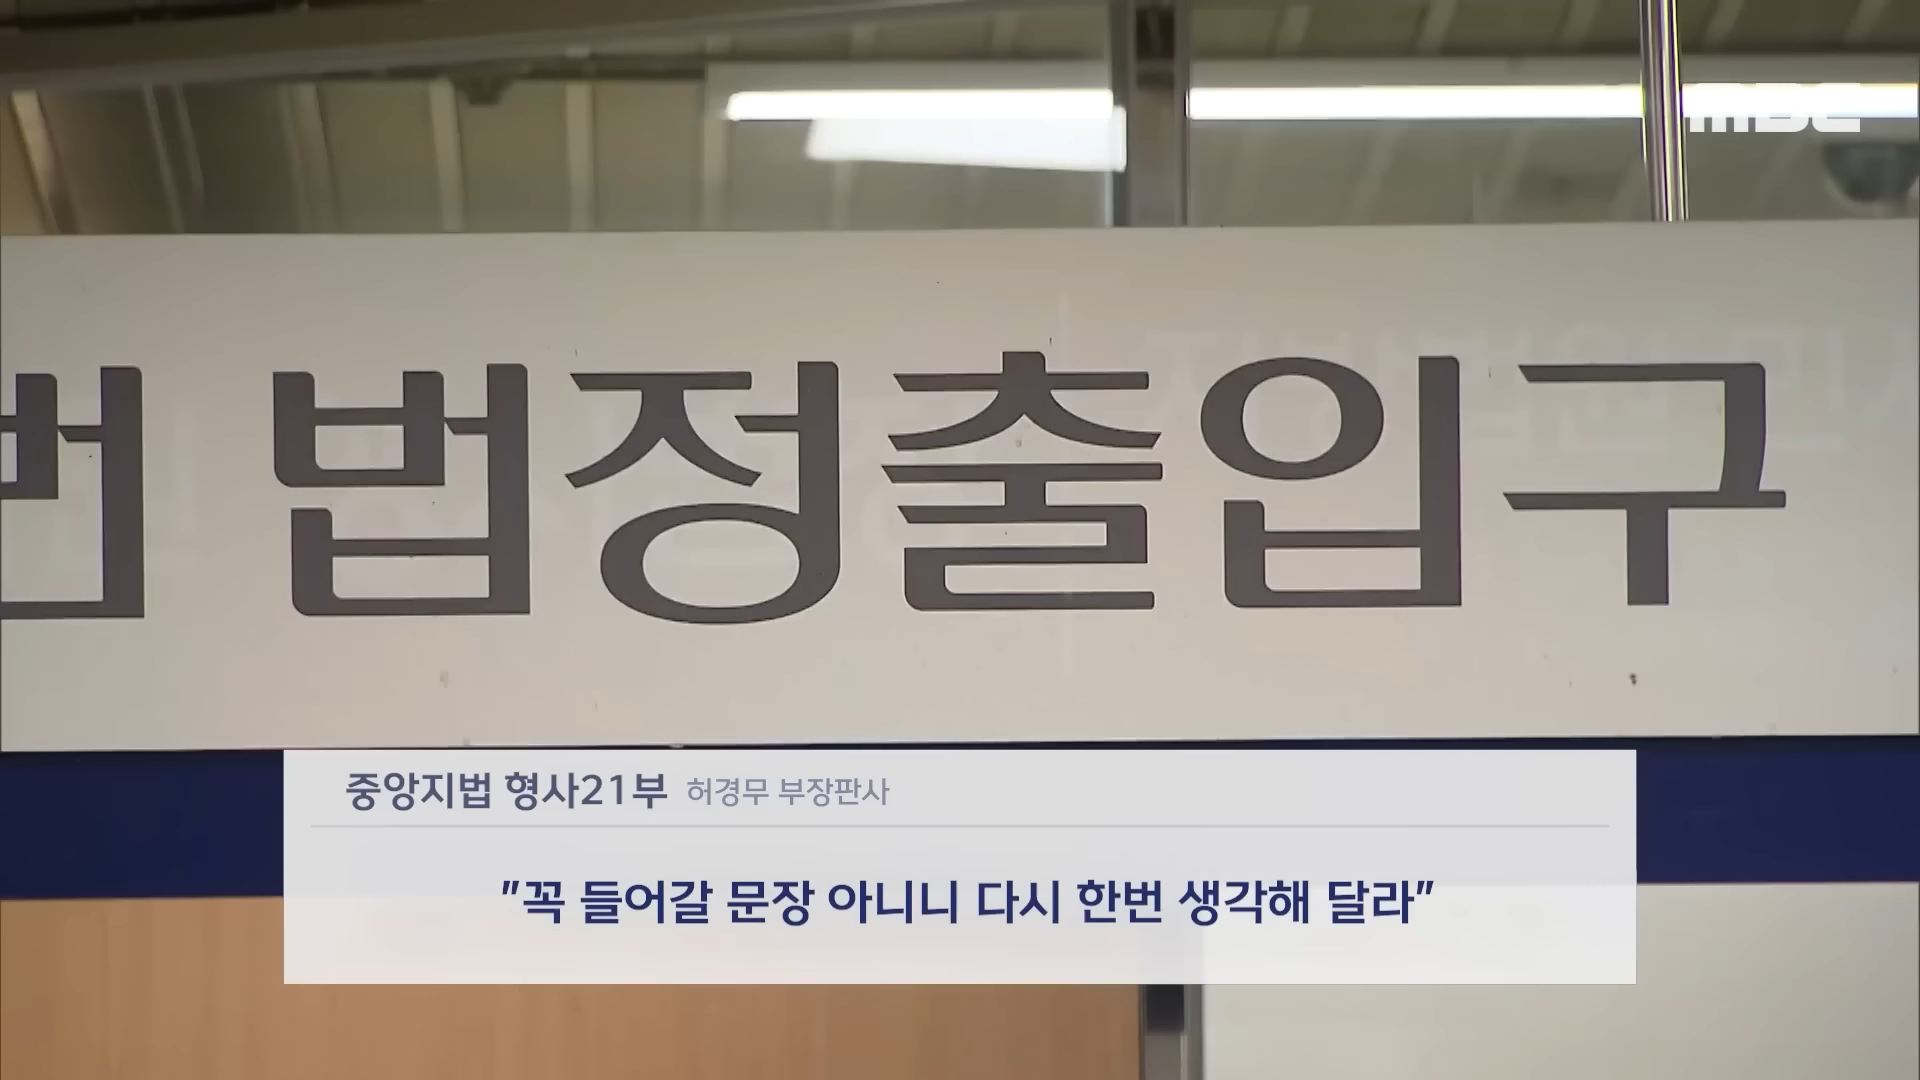 MBC
번 법정출입구
중앙지법 형사21부 허경무 부장판사
"꼭 들어갈 문장 아니니 다시 한번 생각해 달라"